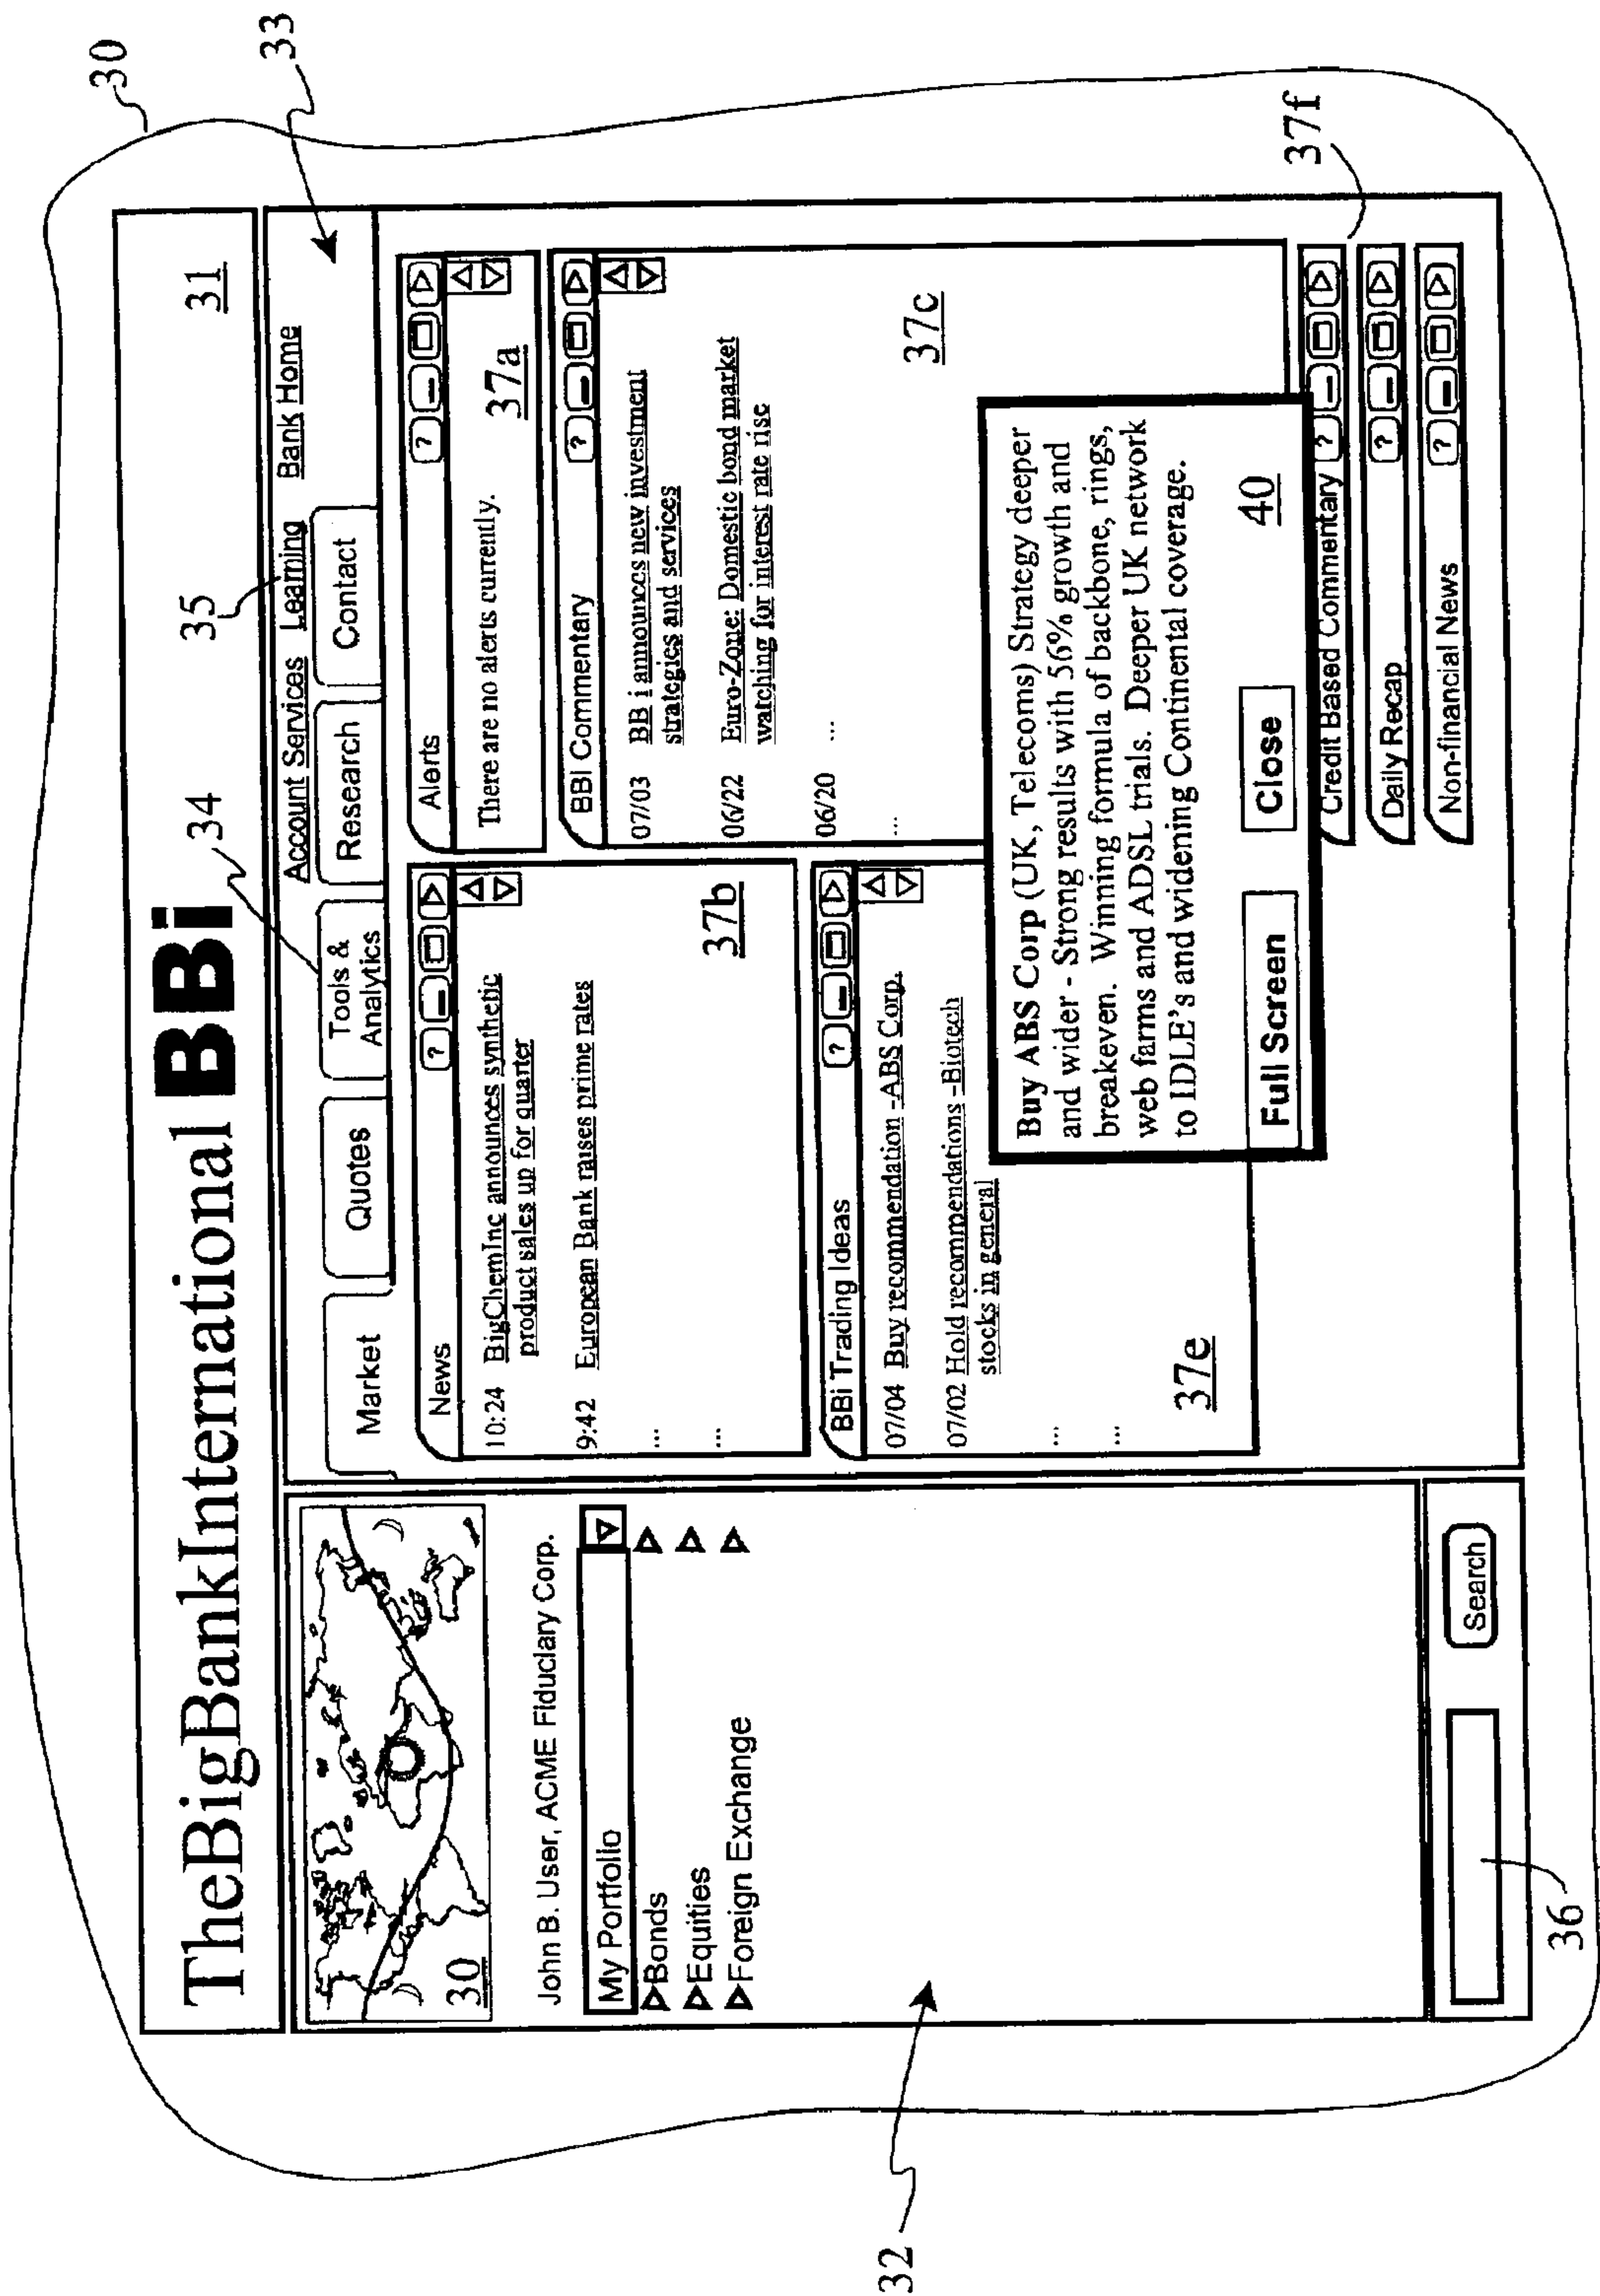 30
33
TheBigBankInternational BBi
31
34
35
Account Services Learning Bank Home
Market
Quotes
Tools &
Analytics
Research
Contact
30
John B. User, ACME Fiduciary Corp.
My Portfolio
Bonds
Equities
Foreign Exchange
32
36
Search
News
?
10:24 BigChemInc announces synthetic
product sales up for quarter
9:42 European Bank raises prime rates
...
...
37b
Alerts
?
There are no alerts currently.
37a
BBI Commentary
?
07/03 BB i announces new investment
strategies and services
06/22 Euro-Zone: Domestic bond market
watching for interest rate rise
06/20 ...
...
37c
BBi Trading Ideas
?
07/04 Buy recommendation -ABS Corp.
07/02 Hold recommendations -Biotech
stocks in general
...
...
37e
Buy ABS Corp (UK, Telecoms) Strategy deeper
and wider - Strong results with 56% growth and
breakeven. Winning formula of backbone, rings,
web farms and ADSL trials. Deeper UK network
to IDLE's and widening Continental coverage.
40
Full Screen
Close
Credit Based Commentary ?
Daily Recap ?
Non-financial News ?
37f